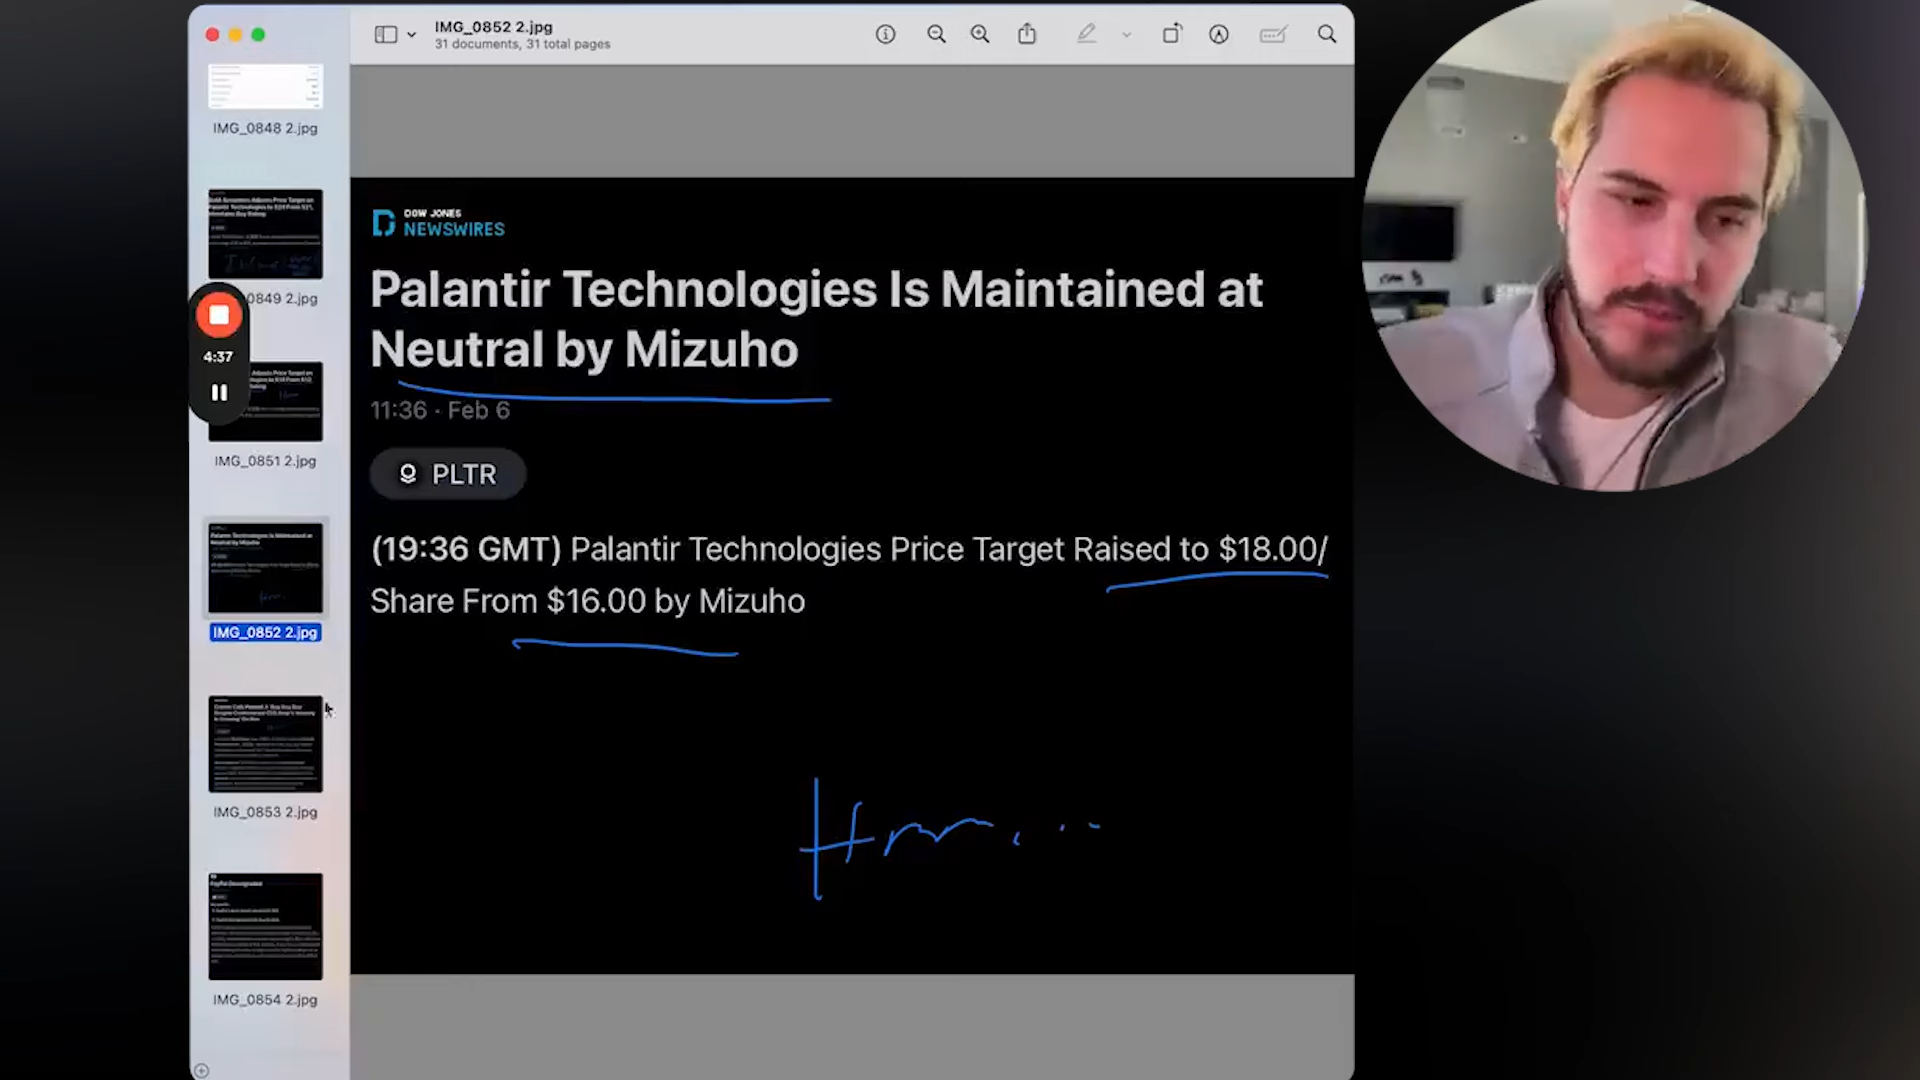 IMG_0852 2.jpg
31 documents, 31 total pages
IMG_0848 2.jpg
0849 2.jpg
4:37
IMG_0851 2.jpg
IMG_0852 2.jpg
IMG_0853 2.jpg
IMG_0854 2.jpg
DOW JONES
NEWSWIRES
Palantir Technologies Is Maintained at
Neutral by Mizuho
11:36 · Feb 6
PLTR
(19:36 GMT) Palantir Technologies Price Target Raised to $18.00/
Share From $16.00 by Mizuho
Hmm...